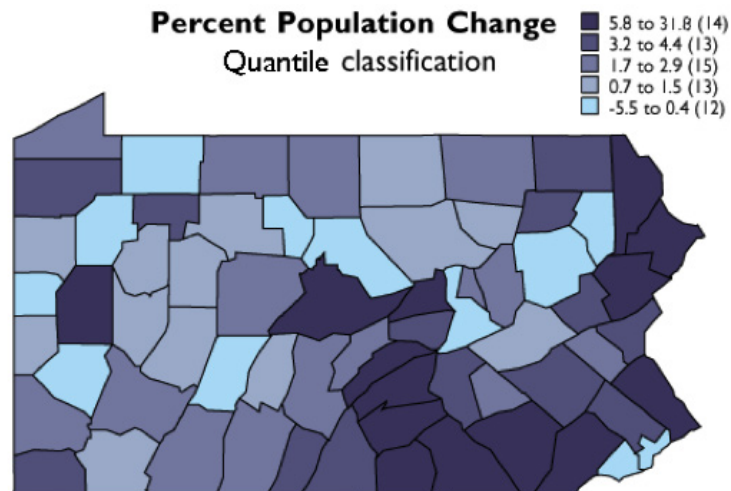 Percent Population Change
Quantile classification
5.8 to 31.8 (14)
3.2 to 4.4 (13)
1.7 to 2.9 (15)
0.7 to 1.5 (13)
-5.5 to 0.4 (12)